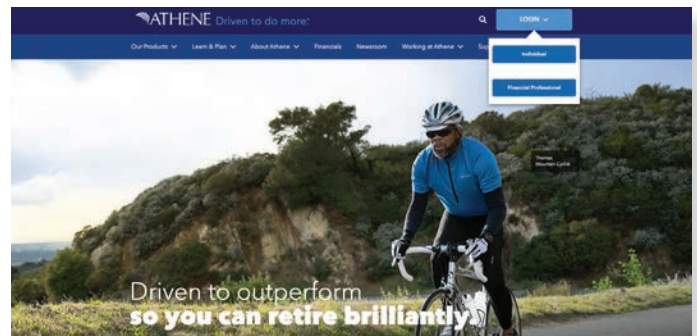 ATHENE Driven to do more.
LOGIN
Our Products Learn & Plan About Athene Financials Newsroom Working at Athene
Individual
Financial Professional
Thomas
Mountain Cyclist
Driven to outperform
so you can retire brilliantly.